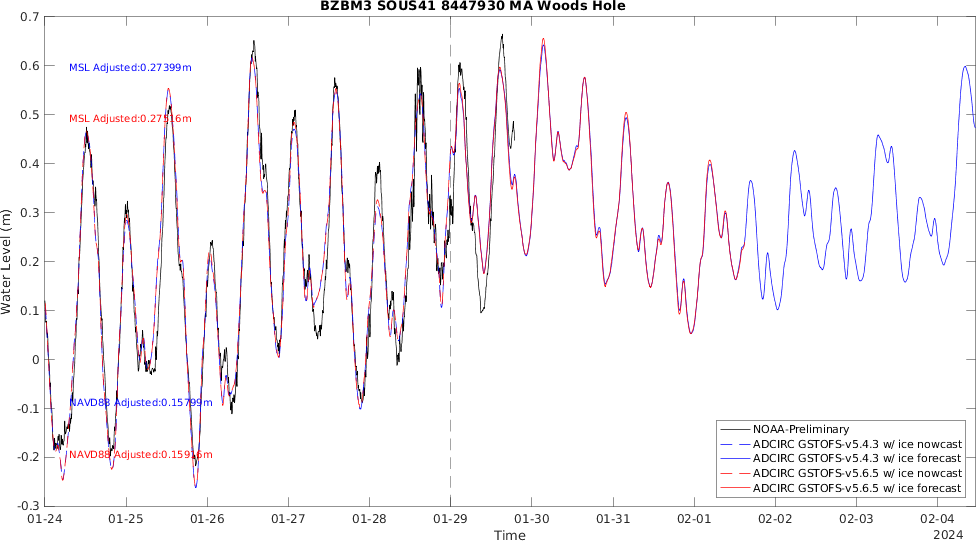 BZBM3 SOUS41 8447930 MA Woods Hole
0.7
0.6
0.5
0.4
0.3
0.2
0.1
0
-0.1
-0.2
-0.3
Water Level (m)
MSL Adjusted:0.27399m
MSL Adjusted:0.27516m
NAVD88 Adjusted:0.15799m
NAVD88 Adjusted:0.15916m
NOAA-Preliminary
ADCIRC GSTOFS-v5.4.3 w/ ice nowcast
ADCIRC GSTOFS-v5.4.3 w/ ice forecast
ADCIRC GSTOFS-v5.6.5 w/ ice nowcast
ADCIRC GSTOFS-v5.6.5 w/ ice forecast
01-24 01-25 01-26 01-27 01-28 01-29 01-30 01-31 02-01 02-02 02-03 02-04
Time
2024